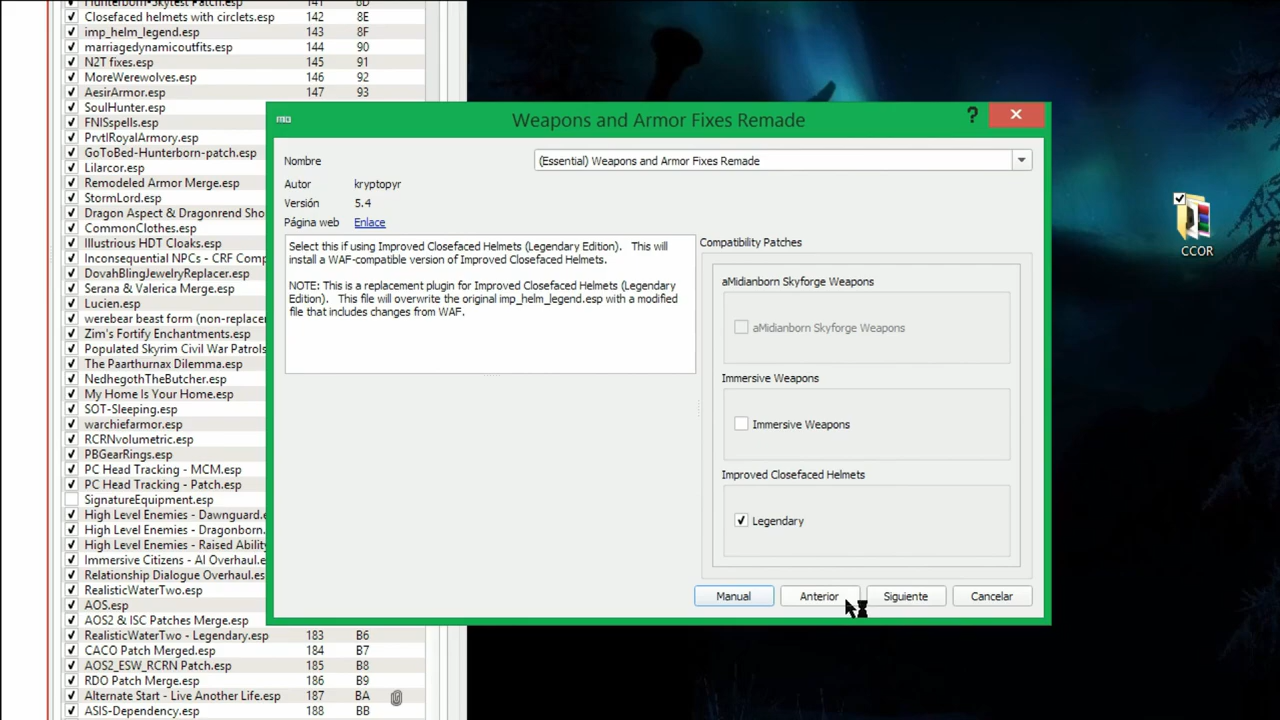 Hunterborn-Skytest Patch.esp 141 8D
Closefaced helmets with circlets.esp 142 8E
imp_helm_legend.esp 143 8F
marriagedynamicoutfits.esp 144 90
N2T fixes.esp 145 91
MoreWerewolves.esp 146 92
AesirArmor.esp 147 93
SoulHunter.esp
FNISspells.esp
PrvtlRoyalArmory.esp
GoToBed-Hunterborn-patch.esp
Lilarcor.esp
Remodeled Armor Merge.esp
StormLord.esp
Dragon Aspect & Dragonrend Sho
CommonClothes.esp
Illustrious HDT Cloaks.esp
Inconsequential NPCs - CRF Comp
DovahBlingJewelryReplacer.esp
Serana & Valerica Merge.esp
Lucien.esp
werebear beast form (non-replacer
Zim's Fortify Enchantments.esp
Populated Skyrim Civil War Patrols
The Paarthurnax Dilemma.esp
NedhegothTheButcher.esp
My Home Is Your Home.esp
SOT-Sleeping.esp
warchiefarmor.esp
RCRNvolumetric.esp
PBGearRings.esp
PC Head Tracking - MCM.esp
PC Head Tracking - Patch.esp
SignatureEquipment.esp
High Level Enemies - Dawnguard.e
High Level Enemies - Dragonborn.
High Level Enemies - Raised Ability
Immersive Citizens - AI Overhaul.e
Relationship Dialogue Overhaul.es
RealisticWaterTwo.esp
AOS.esp
AOS2 & ISC Patches Merge.esp
RealisticWaterTwo - Legendary.esp 183 B6
CACO Patch Merged.esp 184 B7
AOS2_ESW_RCRN Patch.esp 185 B8
RDO Patch Merge.esp 186 B9
Alternate Start - Live Another Life.esp 187 BA
ASIS-Dependency.esp 188 BB
mo
Weapons and Armor Fixes Remade
?
Nombre
(Essential) Weapons and Armor Fixes Remade
Autor kryptopyr
Versión 5.4
Página web Enlace
Select this if using Improved Closefaced Helmets (Legendary Edition). This will
install a WAF-compatible version of Improved Closefaced Helmets.
NOTE: This is a replacement plugin for Improved Closefaced Helmets (Legendary
Edition). This file will overwrite the original imp_helm_legend.esp with a modified
file that includes changes from WAF.
Compatibility Patches
aMidianborn Skyforge Weapons
aMidianborn Skyforge Weapons
Immersive Weapons
Immersive Weapons
Improved Closefaced Helmets
Legendary
Manual
Anterior
Siguiente
Cancelar
CCOR